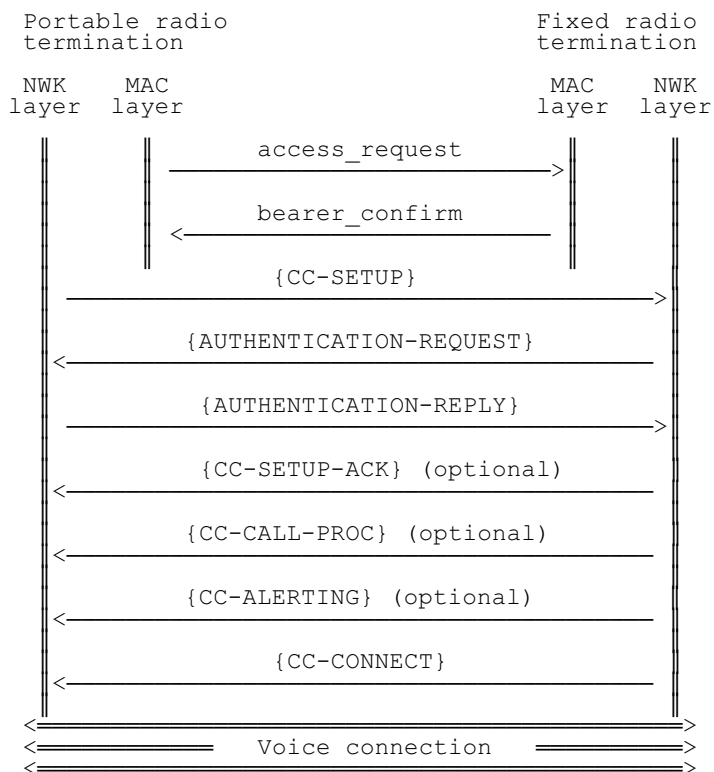 Portable radio termination
Fixed radio termination
NWK layer
MAC layer
MAC layer
NWK layer
access_request
bearer_confirm
{CC-SETUP}
{AUTHENTICATION-REQUEST}
{AUTHENTICATION-REPLY}
{CC-SETUP-ACK} (optional)
{CC-CALL-PROC} (optional)
{CC-ALERTING} (optional)
{CC-CONNECT}
Voice connection